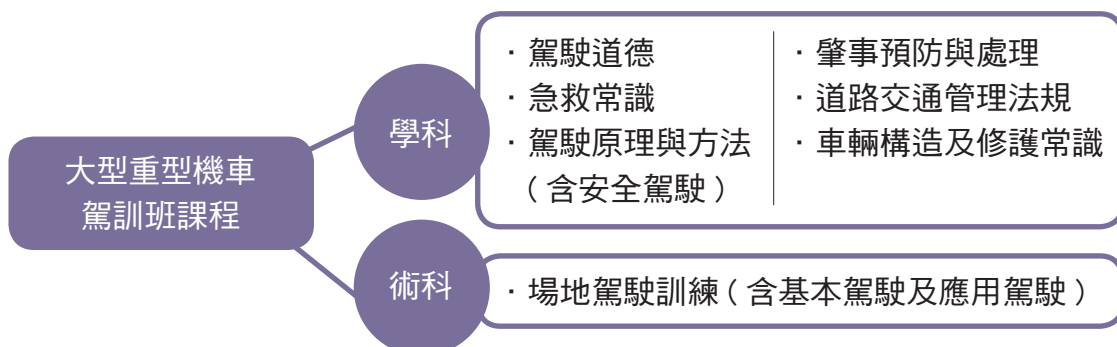 大型重型機車
駕訓班課程
學科
·駕駛道德
·急救常識
·駕駛原理與方法
(含安全駕駛)
·肇事預防與處理
·道路交通管理法規
·車輛構造及修護常識
術科
·場地駕駛訓練(含基本駕駛及應用駕駛)